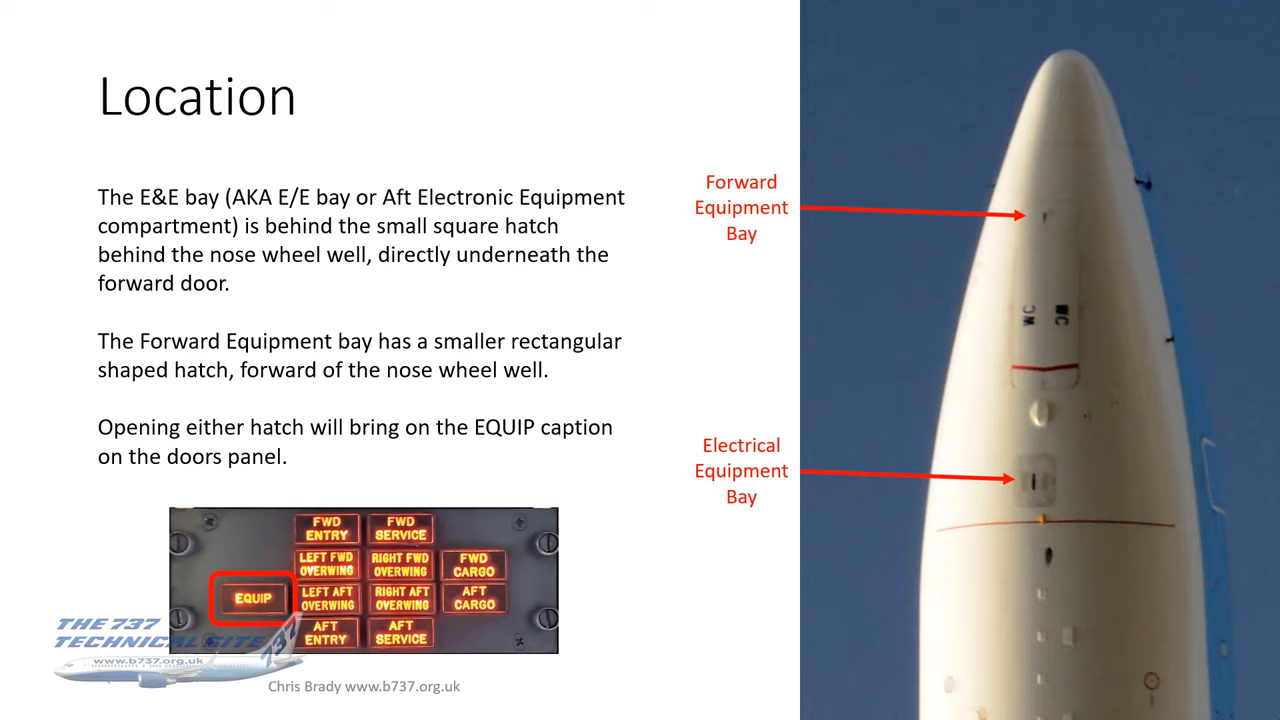 Location
The E&E bay (AKA E/E bay or Aft Electronic Equipment
compartment) is behind the small square hatch
behind the nose wheel well, directly underneath the
forward door.
The Forward Equipment bay has a smaller rectangular
shaped hatch, forward of the nose wheel well.
Opening either hatch will bring on the EQUIP caption
on the doors panel.
FWD
ENTRY
FWD
SERVICE
LEFT FWD
OVERWING
RIGHT FWD
OVERWING
FWD
CARGO
EQUIP
LEFT AFT
OVERWING
RIGHT AFT
OVERWING
AFT
CARGO
AFT
ENTRY
AFT
SERVICE
THE 737
TECHNICAL SITE
737
www.b737.org.uk
Chris Brady www.b737.org.uk
Forward
Equipment
Bay
Electrical
Equipment
Bay